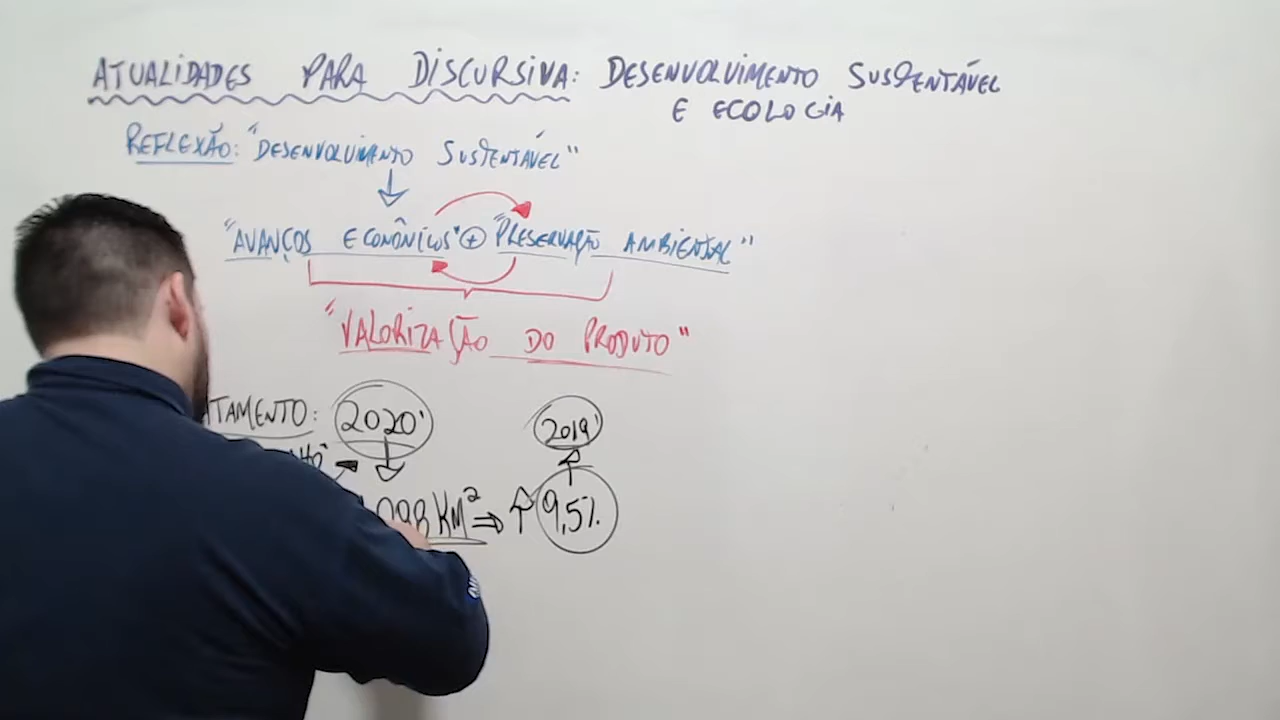 ATUALIDADES PARA DISCURSIVA: DESENVOLVIMENTO SUSTENTÁVEL
E ECOLOGIA
REFLEXÃO: "DESENVOLVIMENTO SUSTENTÁVEL"
"AVANÇOS ECONÔMICOS" + "PRESERVAÇÃO AMBIENTAL"
"VALORIZAÇÃO DO PRODUTO"
TAMENTO: 2020' 2019'
098 KM² ⇒ ↑ 9,5%